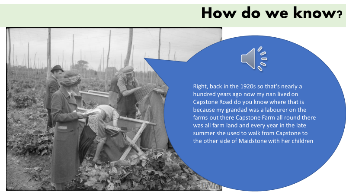 How do we know?
Right, back in the 1920s so that's nearly a
hundred years ago now my nan lived on
Capstone Road do you know where that is
because my grandad was a labourer on the
farms out there Capstone Farm all round there
was all farm land and every year in the late
summer she used to walk from Capstone to
the other side of Maidstone with her children